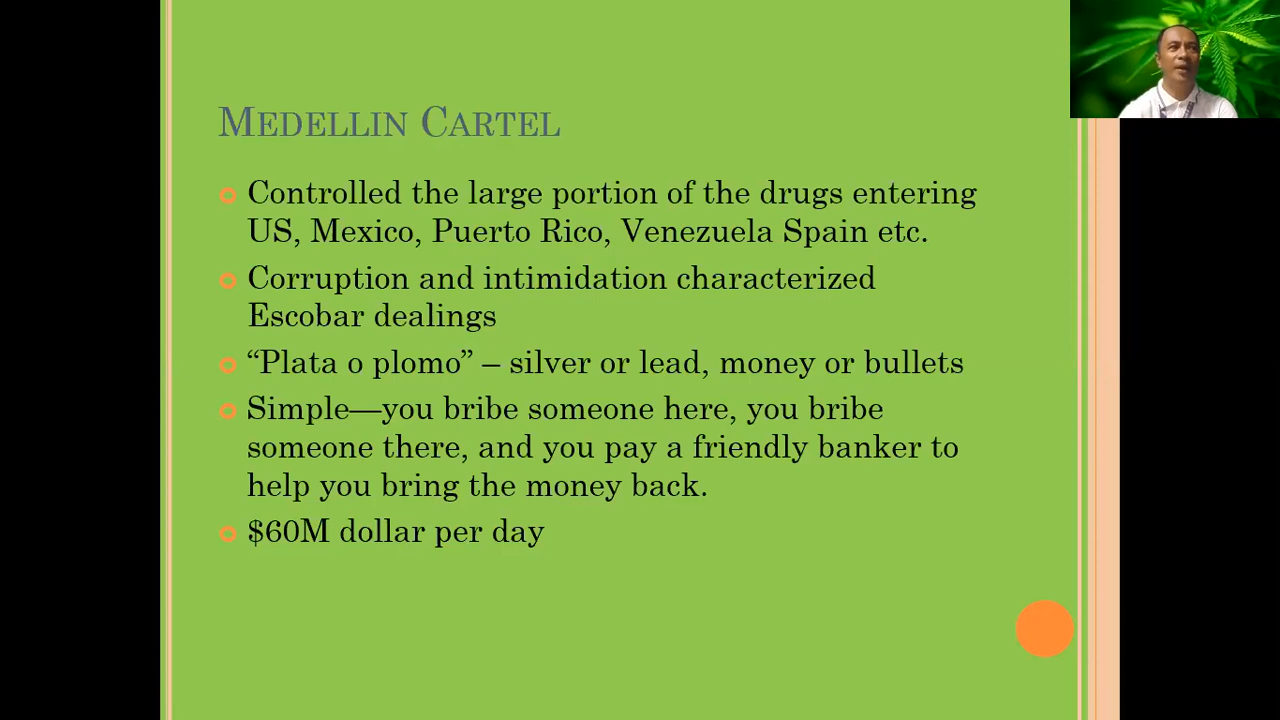 Medellin Cartel
Controlled the large portion of the drugs entering
US, Mexico, Puerto Rico, Venezuela Spain etc.
Corruption and intimidation characterized
Escobar dealings
“Plata o plomo” – silver or lead, money or bullets
Simple—you bribe someone here, you bribe
someone there, and you pay a friendly banker to
help you bring the money back.
$60M dollar per day